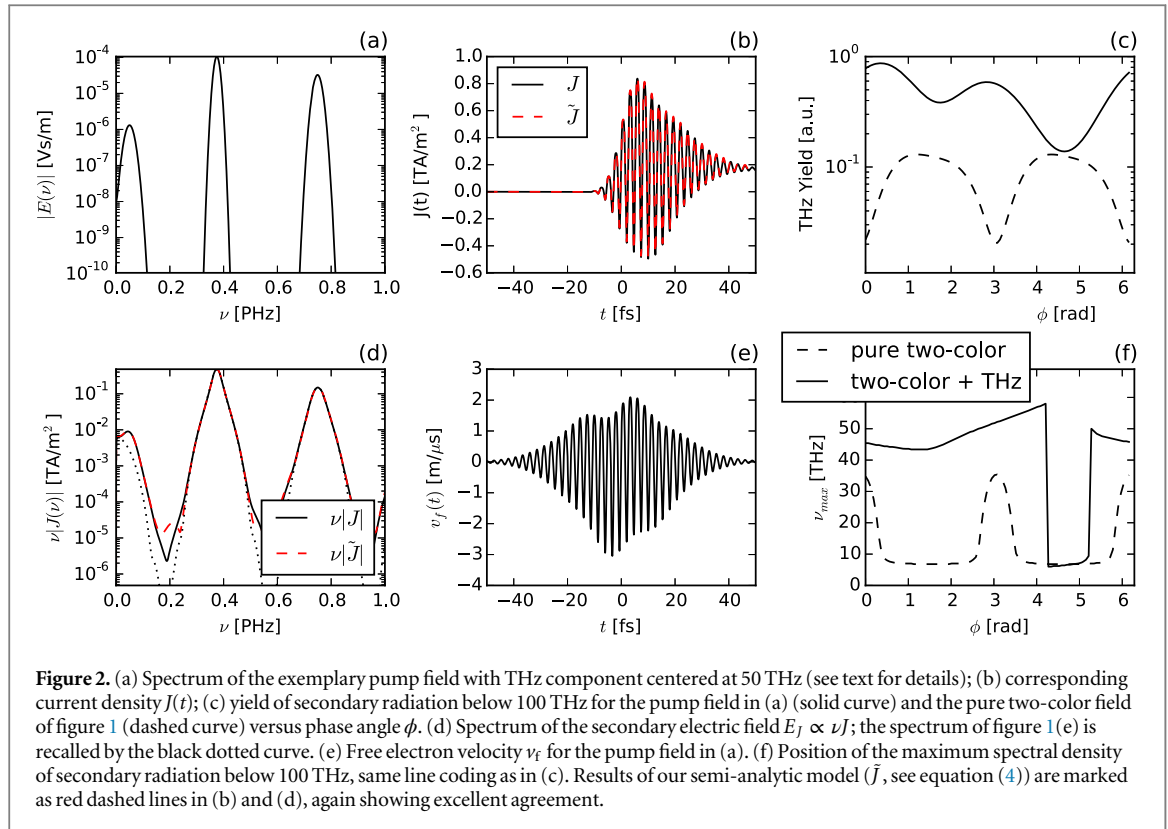 (a)
10⁻⁴
10⁻⁵
10⁻⁶
10⁻⁷
10⁻⁸
10⁻⁹
10⁻¹⁰
|E(ν)| [Vs/m]
0.0 0.2 0.4 0.6 0.8 1.0
ν [PHz]
(b)
1.0
0.8
0.6
0.4
0.2
0.0
−0.2
−0.4
−0.6
J(t) [TA/m²]
J
J̃
−40 −20 0 20 40
t [fs]
(c)
10⁰
10⁻¹
THz Yield [a.u.]
0 1 2 3 4 5 6
ϕ [rad]
(d)
10⁻¹
10⁻²
10⁻³
10⁻⁴
10⁻⁵
10⁻⁶
ν|J(ν)| [TA/m²]
ν|J|
ν|J̃|
0.0 0.2 0.4 0.6 0.8 1.0
ν [PHz]
(e)
3
2
1
0
−1
−2
−3
−4
v_f(t) [m/μs]
−40 −20 0 20 40
t [fs]
pure two-color
two-color + THz
(f)
50
40
30
20
10
0
ν_max [THz]
0 1 2 3 4 5 6
ϕ [rad]
Figure 2. (a) Spectrum of the exemplary pump field with THz component centered at 50 THz (see text for details); (b) corresponding
current density J(t); (c) yield of secondary radiation below 100 THz for the pump field in (a) (solid curve) and the pure two-color field
of figure 1 (dashed curve) versus phase angle ϕ. (d) Spectrum of the secondary electric field E_J ∝ νJ; the spectrum of figure 1(e) is
recalled by the black dotted curve. (e) Free electron velocity v_f for the pump field in (a). (f) Position of the maximum spectral density
of secondary radiation below 100 THz, same line coding as in (c). Results of our semi-analytic model (J̃, see equation (4)) are marked
as red dashed lines in (b) and (d), again showing excellent agreement.